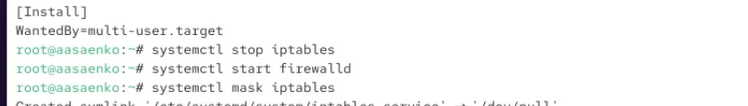 [Install]
WantedBy=multi-user.target
root@aasaenko:~# systemctl stop iptables
root@aasaenko:~# systemctl start firewalld
root@aasaenko:~# systemctl mask iptables
Created symlink '/etc/systemd/system/iptables.service' → '/dev/null'